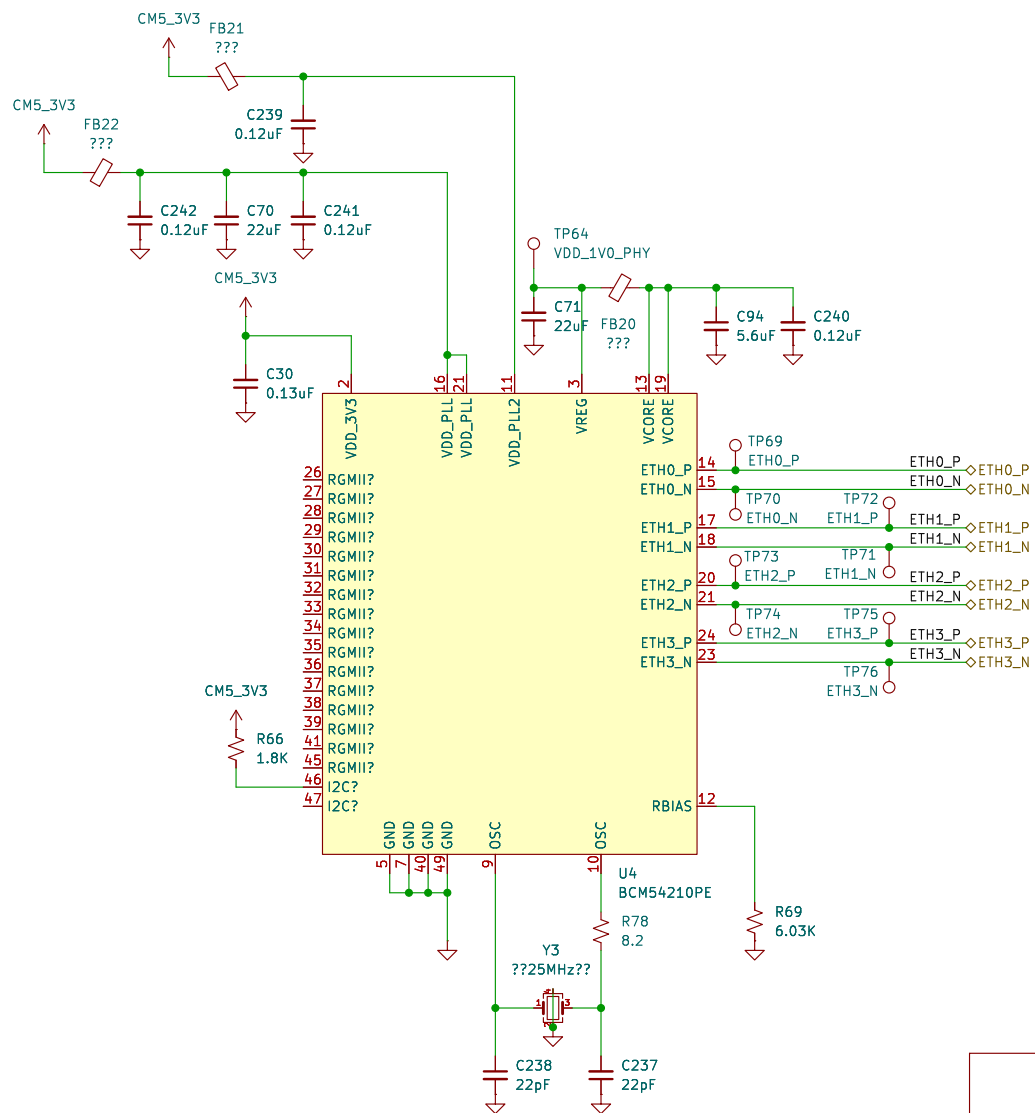 CM5_3V3
FB21
???
C239
0.12uF
CM5_3V3
FB22
???
C242
0.12uF
C70
22uF
C241
0.12uF
CM5_3V3
C30
0.13uF
TP64
VDD_1V0_PHY
C71
22uF
FB20
???
C94
5.6uF
C240
0.12uF
2
16
21
11
3
13
19
VDD_3V3
VDD_PLL
VDD_PLL
VDD_PLL2
VREG
VCORE
VCORE
26 RGMII?
27 RGMII?
28 RGMII?
29 RGMII?
30 RGMII?
31 RGMII?
32 RGMII?
33 RGMII?
34 RGMII?
35 RGMII?
36 RGMII?
37 RGMII?
38 RGMII?
39 RGMII?
41 RGMII?
45 RGMII?
46 I2C?
47 I2C?
CM5_3V3
R66
1.8K
TP69
ETH0_P
ETH0_P 14 ETH0_P ETH0_P
ETH0_N 15 ETH0_N ETH0_N
TP70
ETH0_N
TP72
ETH1_P
ETH1_P 17 ETH1_P ETH1_P
ETH1_N 18 ETH1_N ETH1_N
TP73
ETH2_P
TP71
ETH1_N
ETH2_P 20 ETH2_P ETH2_P
ETH2_N 21 ETH2_N ETH2_N
TP74
ETH2_N
TP75
ETH3_P
ETH3_P 24 ETH3_P ETH3_P
ETH3_N 23 ETH3_N ETH3_N
TP76
ETH3_N
RBIAS 12
GND
GND
GND
GND
OSC
OSC
5
7
40
49
9
10
U4
BCM54210PE
R78
8.2
R69
6.03K
Y3
??25MHz??
1
3
C238
22pF
C237
22pF